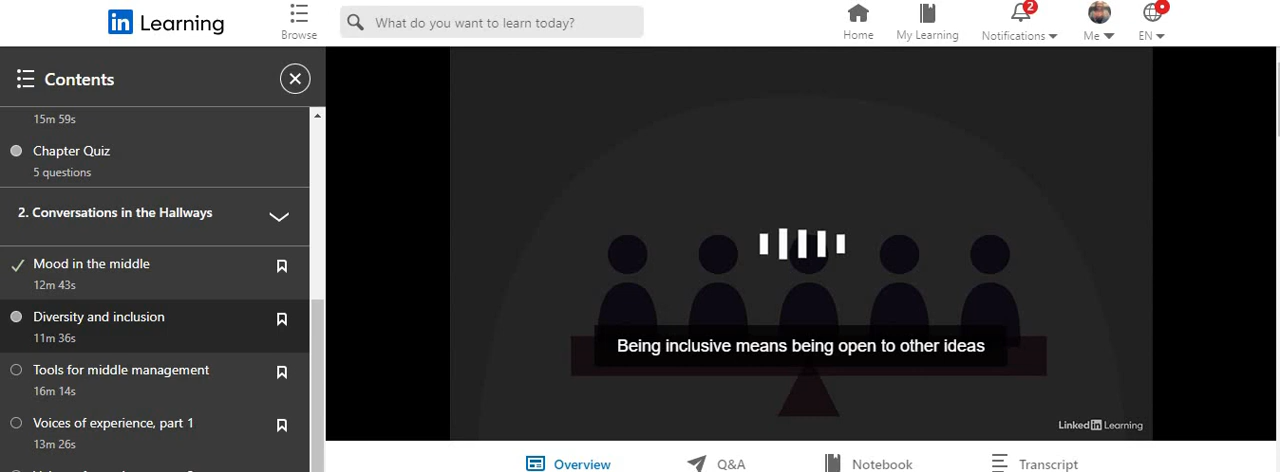 in Learning
Browse
What do you want to learn today?
Home
My Learning
2
Notifications
Me
EN
Contents
15m 59s
Chapter Quiz
5 questions
2. Conversations in the Hallways
Mood in the middle
12m 43s
Diversity and inclusion
11m 36s
Tools for middle management
16m 14s
Voices of experience, part 1
13m 26s
Being inclusive means being open to other ideas
Linked in Learning
Overview
Q&A
Notebook
Transcript